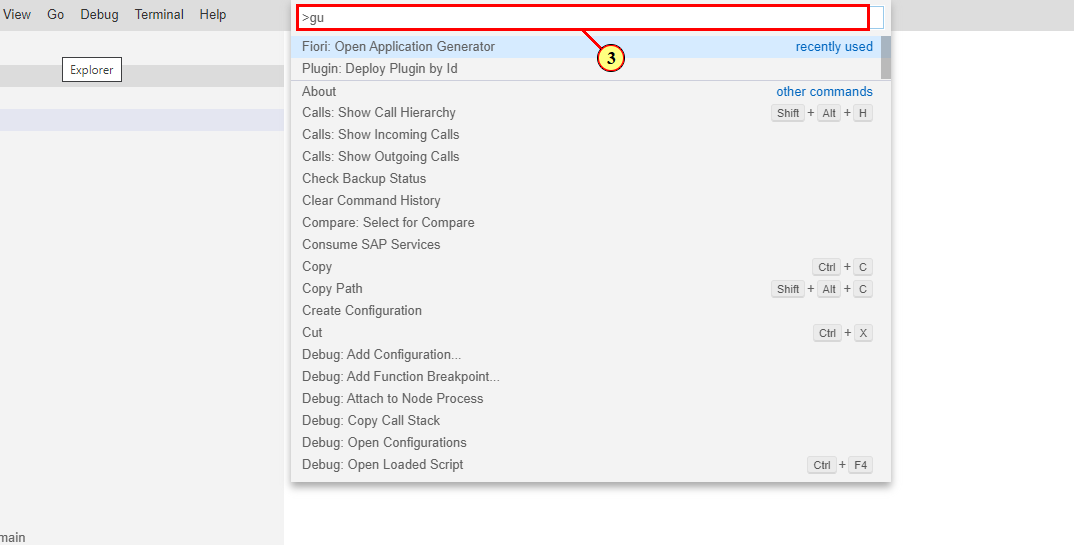 View Go Debug Terminal Help
>gu
Fiori: Open Application Generator recently used
3
Explorer
Plugin: Deploy Plugin by Id
About other commands
Calls: Show Call Hierarchy Shift + Alt + H
Calls: Show Incoming Calls
Calls: Show Outgoing Calls
Check Backup Status
Clear Command History
Compare: Select for Compare
Consume SAP Services
Copy Ctrl + C
Copy Path Shift + Alt + C
Create Configuration
Cut Ctrl + X
Debug: Add Configuration...
Debug: Add Function Breakpoint...
Debug: Attach to Node Process
Debug: Copy Call Stack
Debug: Open Configurations
Debug: Open Loaded Script Ctrl + F4
main